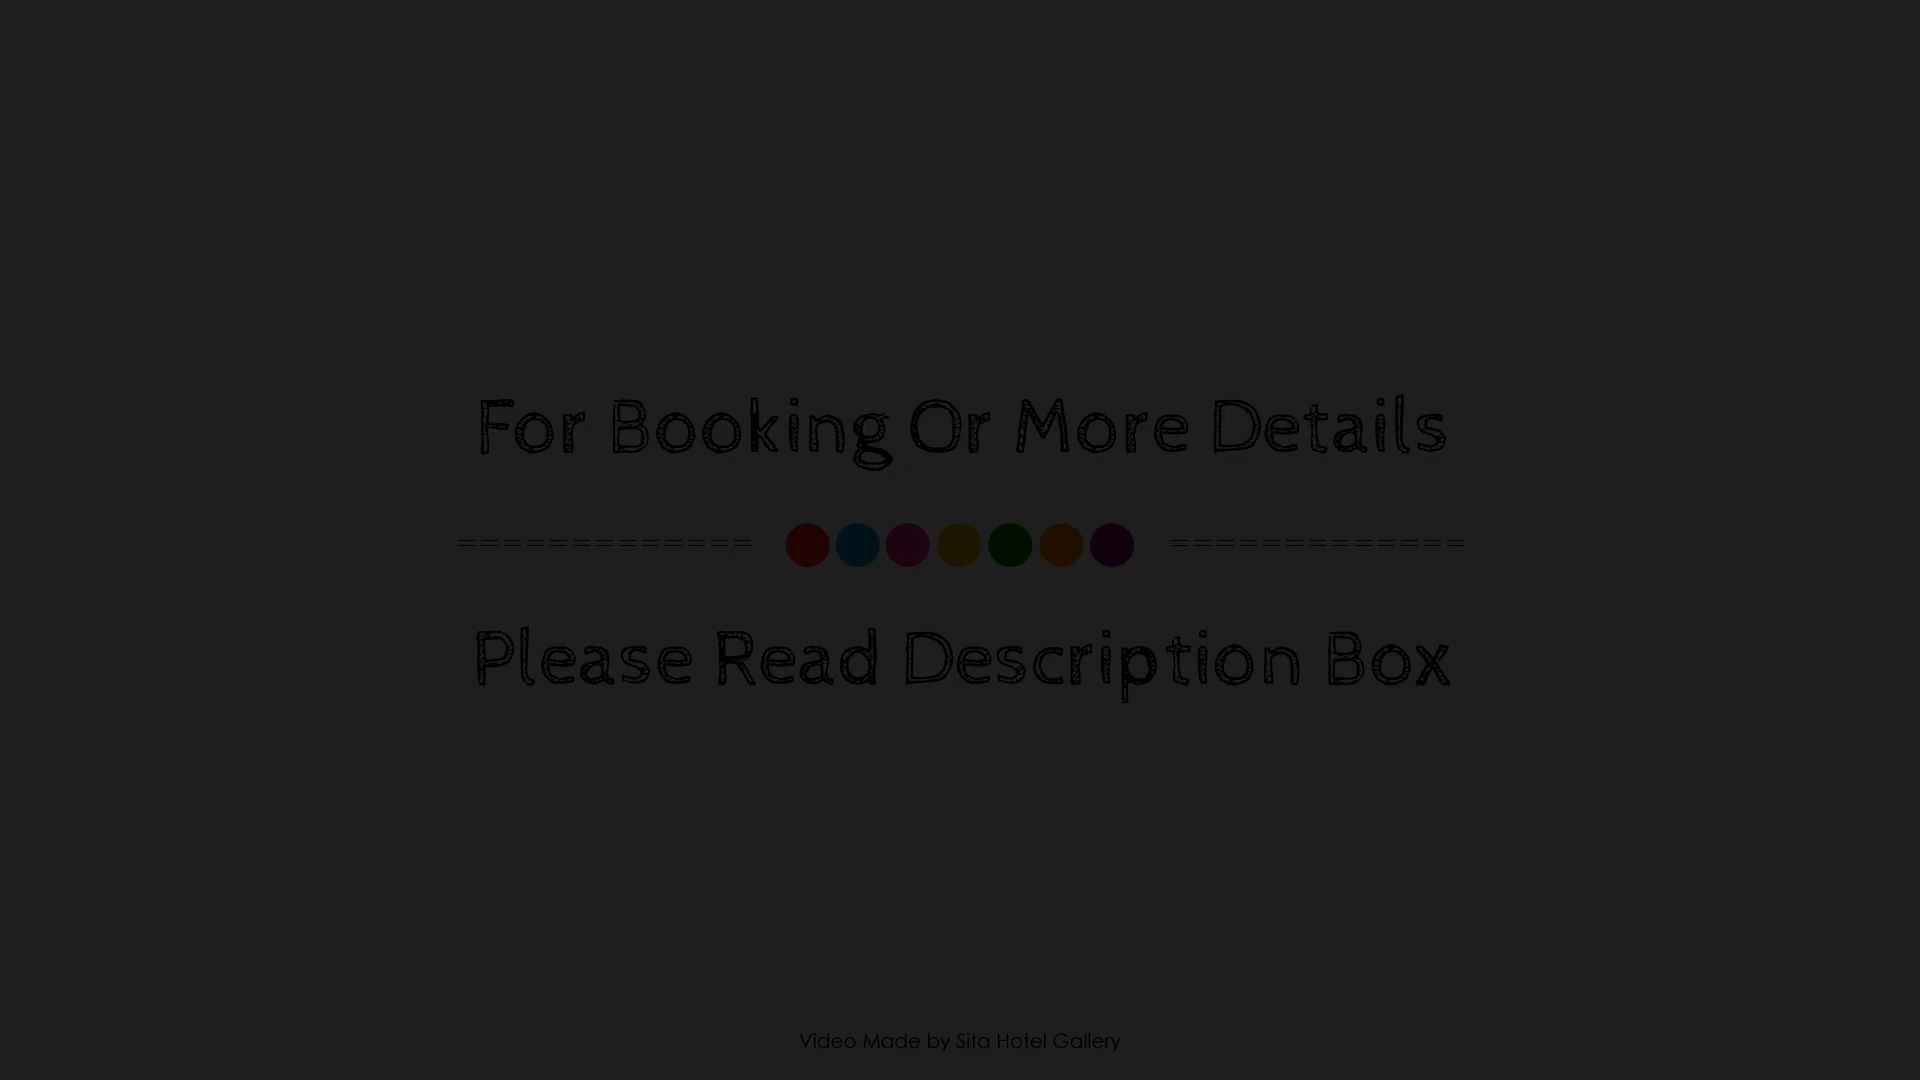 For Booking Or More Details
============= =============
Please Read Description Box
Video Made by Sita Hotel Gallery